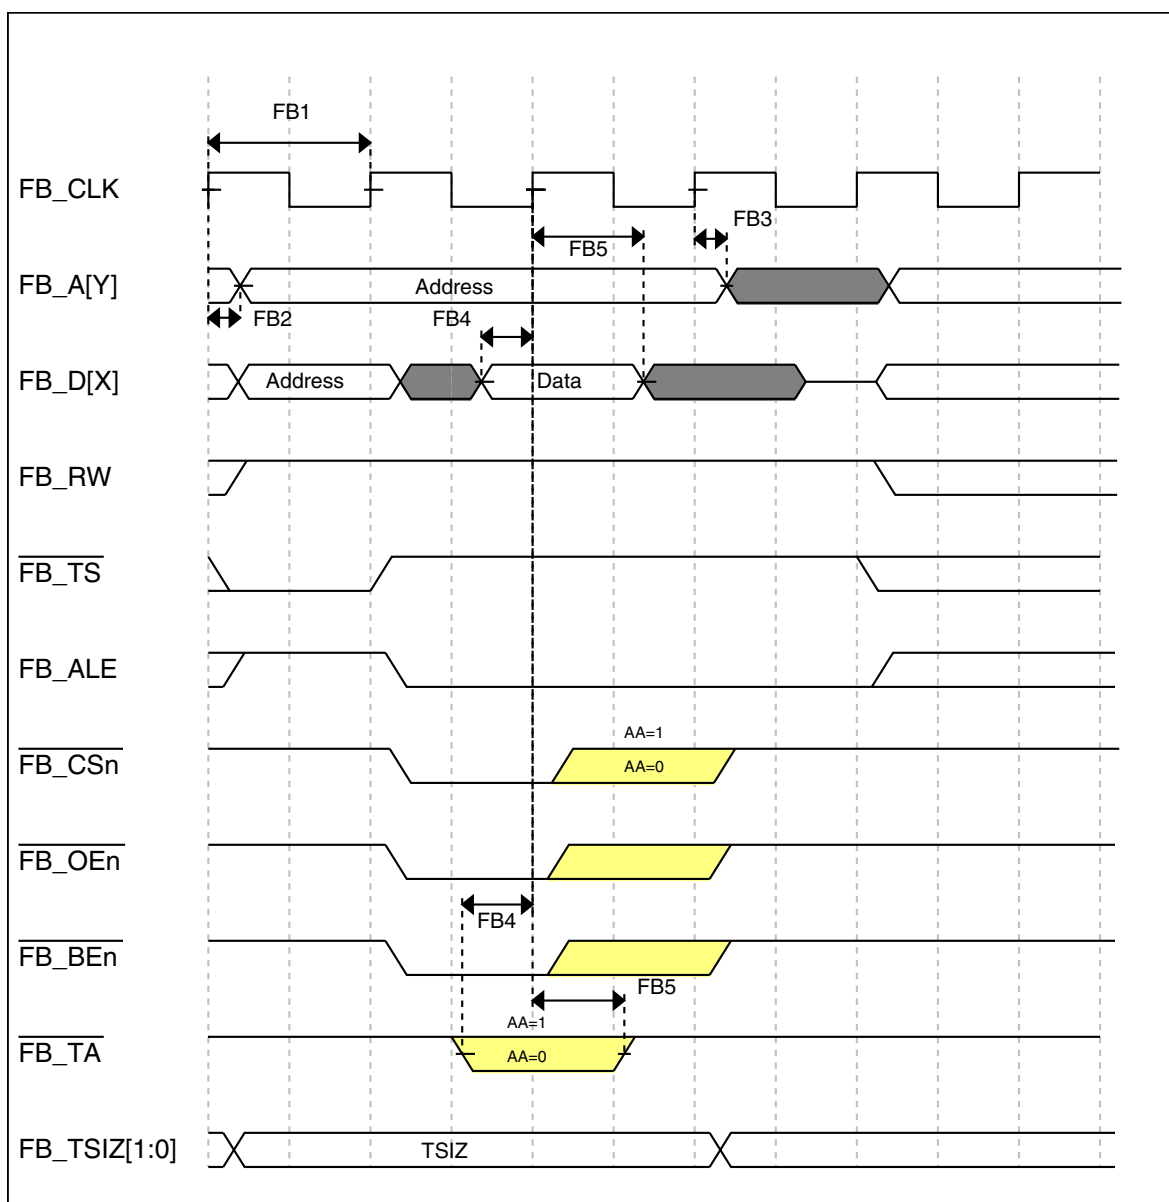 FB1
FB_CLK
FB3
FB5
FB_A[Y]
Address
FB2
FB4
FB_D[X]
Address
Data
FB_RW
FB_TS
FB_ALE
AA=1
FB_CSn
AA=0
FB_OEn
FB4
FB_BEn
FB5
AA=1
FB_TA
AA=0
FB_TSIZ[1:0]
TSIZ